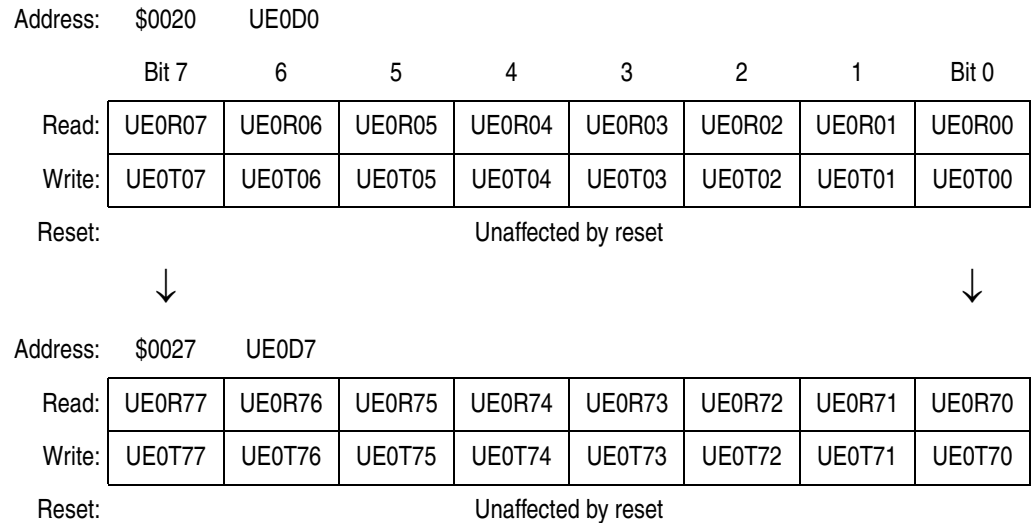 Address: $0020 UE0D0
Bit 7 6 5 4 3 2 1 Bit 0
Read: UE0R07 UE0R06 UE0R05 UE0R04 UE0R03 UE0R02 UE0R01 UE0R00
Write: UE0T07 UE0T06 UE0T05 UE0T04 UE0T03 UE0T02 UE0T01 UE0T00
Reset: Unaffected by reset
↓ ↓
Address: $0027 UE0D7
Read: UE0R77 UE0R76 UE0R75 UE0R74 UE0R73 UE0R72 UE0R71 UE0R70
Write: UE0T77 UE0T76 UE0T75 UE0T74 UE0T73 UE0T72 UE0T71 UE0T70
Reset: Unaffected by reset